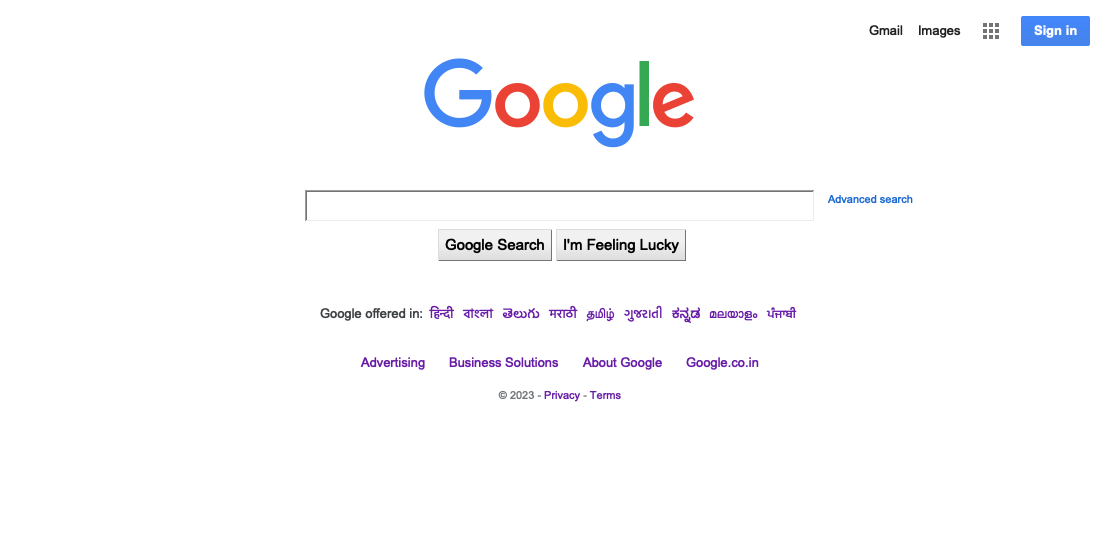 Gmail Images Sign in
Google
Advanced search
Google Search I'm Feeling Lucky
Google offered in: हिन्दी বাংলা తెలుగు मराठी தமிழ் ગુજરાતી ಕನ್ನಡ മലയാളം ਪੰਜਾਬੀ
Advertising Business Solutions About Google Google.co.in
© 2023 - Privacy - Terms